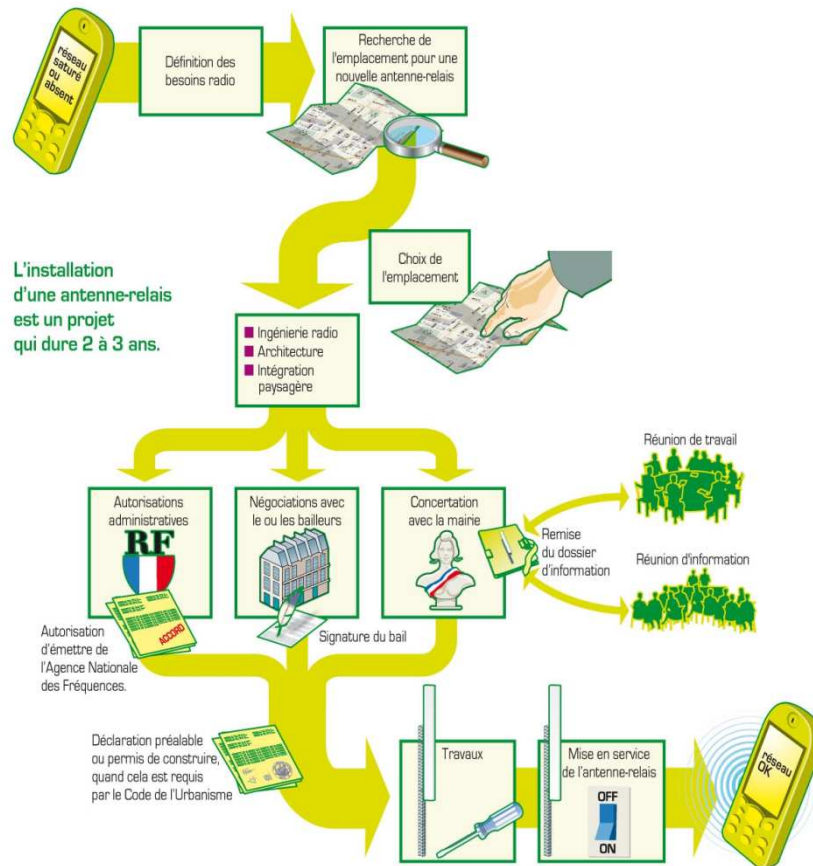 réseau
saturé
ou
absent
Définition des
besoins radio
Recherche de
l'emplacement pour une
nouvelle antenne-relais
Choix de
l'emplacement
L'installation
d'une antenne-relais
est un projet
qui dure 2 à 3 ans.
Ingénierie radio
Architecture
Intégration
paysagère
Autorisations
administratives
RF
ACCORD
Autorisation
d'émettre de
l'Agence Nationale
des Fréquences.
Négociations avec
le ou les bailleurs
Signature du bail
Concertation
avec la mairie
Remise
du dossier
d'information
Réunion de travail
Réunion d'information
Déclaration préalable
ou permis de construire,
quand cela est requis
par le Code de l'Urbanisme
Travaux
Mise en service
de l'antenne-relais
OFF
ON
réseau
OK